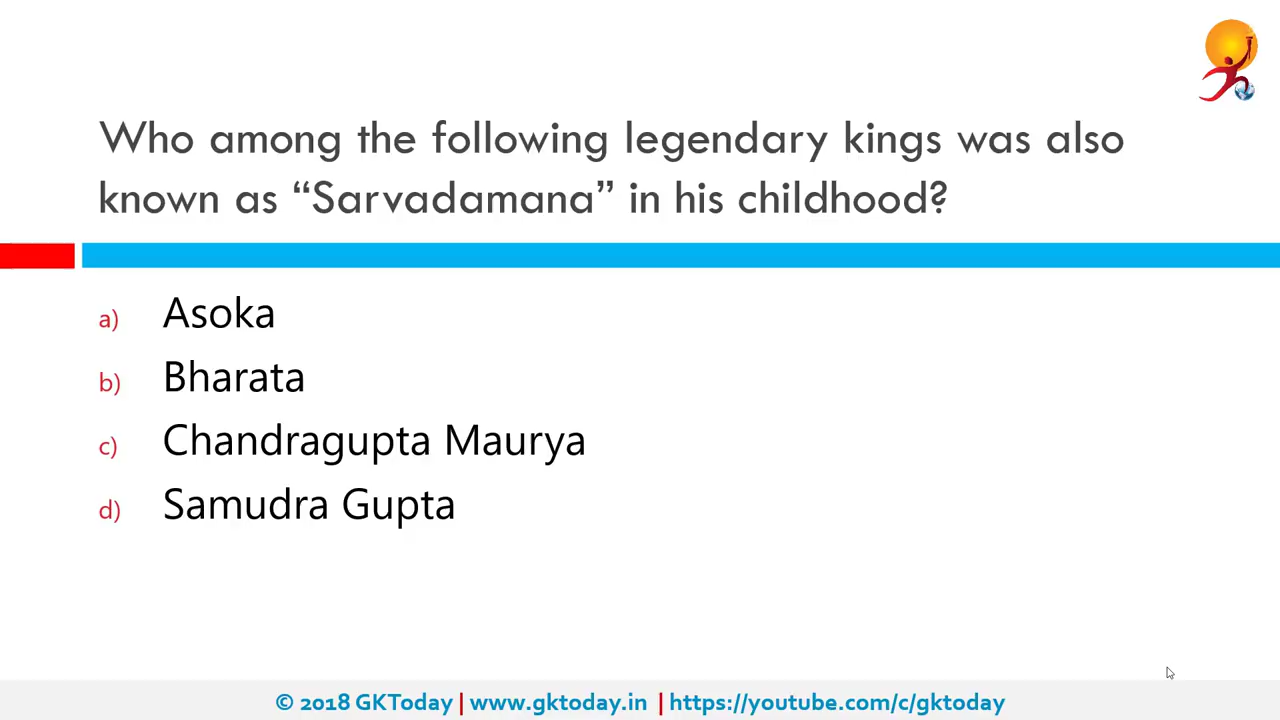 Who among the following legendary kings was also
known as “Sarvadamana” in his childhood?
a) Asoka
b) Bharata
c) Chandragupta Maurya
d) Samudra Gupta
© 2018 GKToday | www.gktoday.in | https://youtube.com/c/gktoday